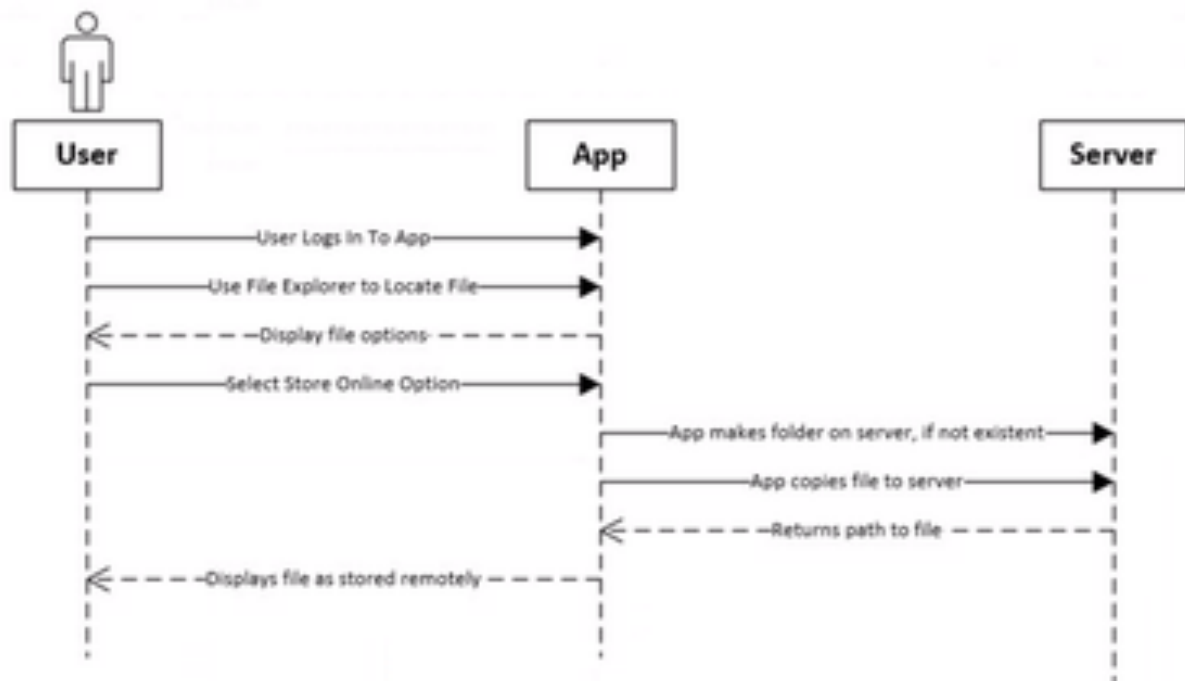 User
App
Server
User Logs In To App
Use File Explorer to Locate File
Display file options
Select Store Online Option
App makes folder on server, if not existent
App copies file to server
Returns path to file
Displays file as stored remotely